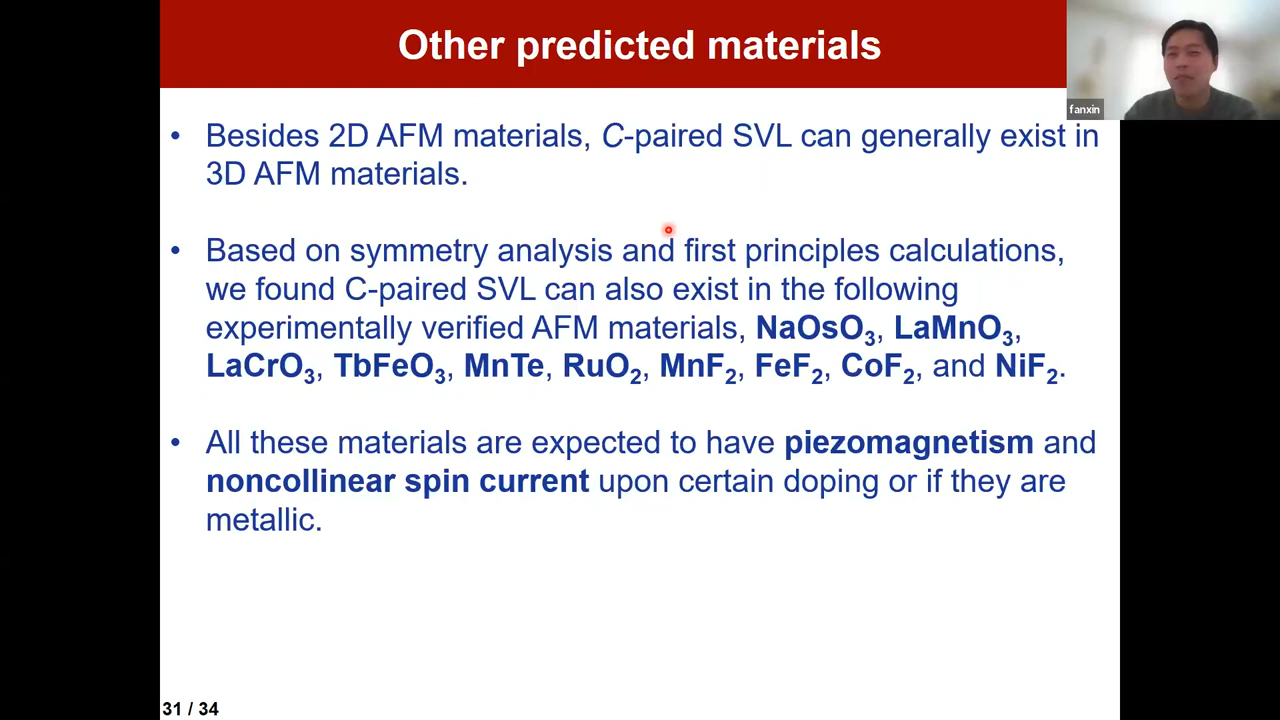 Other predicted materials
fanxin
• Besides 2D AFM materials, C-paired SVL can generally exist in
3D AFM materials.
• Based on symmetry analysis and first principles calculations,
we found C-paired SVL can also exist in the following
experimentally verified AFM materials, NaOsO₃, LaMnO₃,
LaCrO₃, TbFeO₃, MnTe, RuO₂, MnF₂, FeF₂, CoF₂, and NiF₂.
• All these materials are expected to have piezomagnetism and
noncollinear spin current upon certain doping or if they are
metallic.
31 / 34